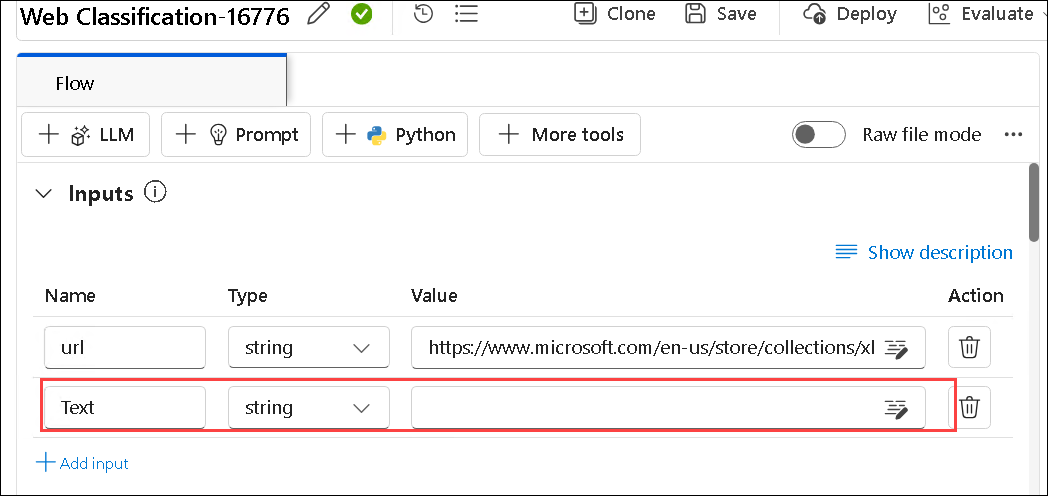 Web Classification-16776 Clone Save Deploy Evaluate
Flow
LLM Prompt Python More tools Raw file mode
Inputs
Show description
Name Type Value Action
url string https://www.microsoft.com/en-us/store/collections/xl
Text string
Add input